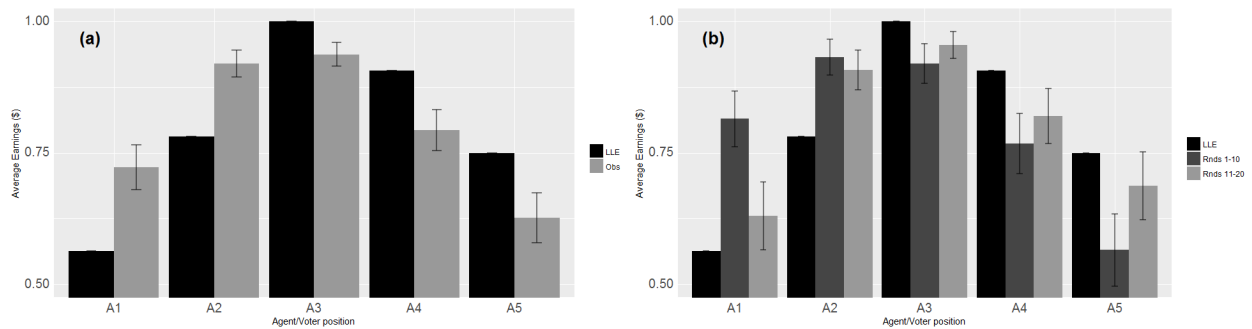 (a)
Average Earnings ($)
1.00
0.75
0.50
A1 A2 A3 A4 A5
Agent/Voter position
LLE
Obs
(b)
Average Earnings ($)
1.00
0.75
0.50
A1 A2 A3 A4 A5
Agent/Voter position
LLE
Rnds 1-10
Rnds 11-20